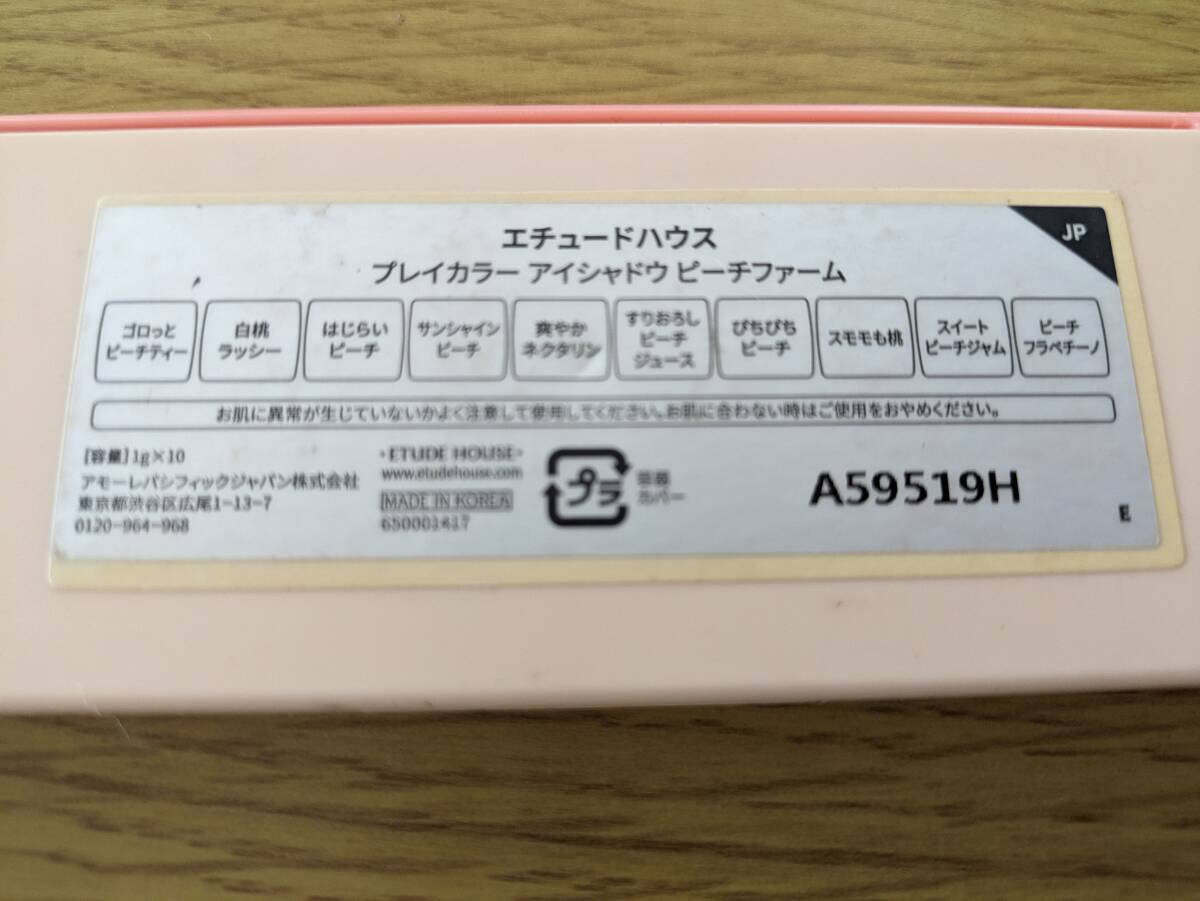 エチュードハウス
プレイカラー アイシャドウ ピーチファーム
JP
ゴロっと
ピーチティー
白桃
ラッシー
はじらい
ピーチ
サンシャイン
ピーチ
爽やか
ネクタリン
すりおろし
ピーチ
ジュース
ぴちぴち
ピーチ
スモモも桃
スイート
ピーチジャム
ピーチ
フラペチーノ
お肌に異常が生じていないかよく注意して使用してください。お肌に合わない時はご使用をおやめください。
[容量]1g×10
アモーレパシフィックジャパン株式会社
東京都渋谷区広尾1-13-7
0120-964-968
ETUDE HOUSE
www.etudehouse.com
MADE IN KOREA
650001417
プラ
容器
カバー
A59519H
E